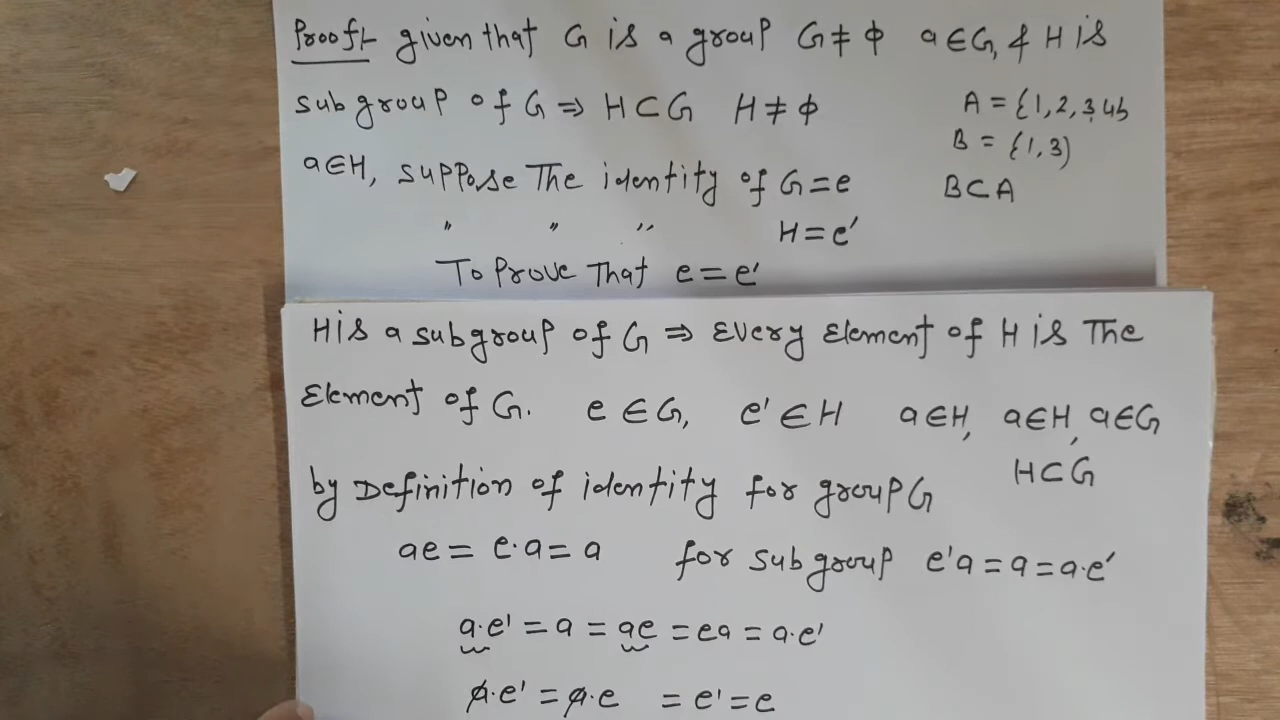 Proof:- given that G is a group G ≠ ϕ a∈G, & H is
subgroup of G ⇒ H⊂G H ≠ ϕ
A = {1,2,3,4}
B = {1,3)
B⊂A
a∈H, suppose The identity of G = e
" " " H = e'
To Prove That e = e'
H is a subgroup of G ⇒ Every Element of H is The
Element of G. e ∈ G, e' ∈ H a∈H, a∈H, a∈G
H⊂G
by Definition of identity for group G
ae = e·a = a for subgroup e'a = a = a·e'
a·e' = a = ae = ea = a·e'
a·e' = a·e = e' = e